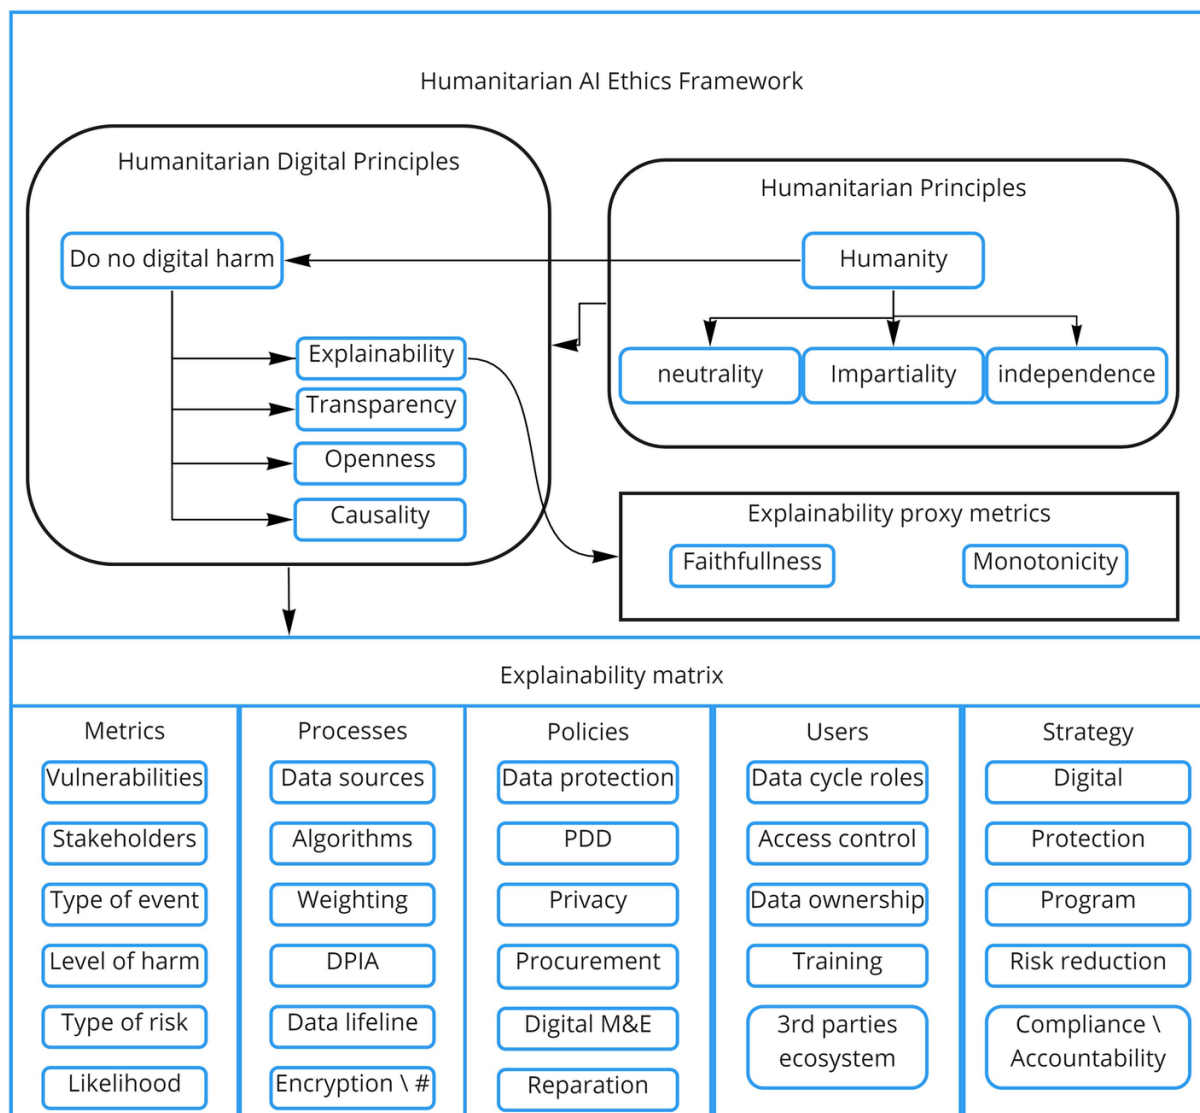 Humanitarian AI Ethics Framework
Humanitarian Digital Principles
Do no digital harm
Explainability
Transparency
Openness
Causality
Humanitarian Principles
Humanity
neutrality
Impartiality
independence
Explainability proxy metrics
Faithfullness
Monotonicity
Explainability matrix
Metrics
Vulnerabilities
Stakeholders
Type of event
Level of harm
Type of risk
Likelihood
Processes
Data sources
Algorithms
Weighting
DPIA
Data lifeline
Encryption \ #
Policies
Data protection
PDD
Privacy
Procurement
Digital M&E
Reparation
Users
Data cycle roles
Access control
Data ownership
Training
3rd parties
ecosystem
Strategy
Digital
Protection
Program
Risk reduction
Compliance \
Accountability